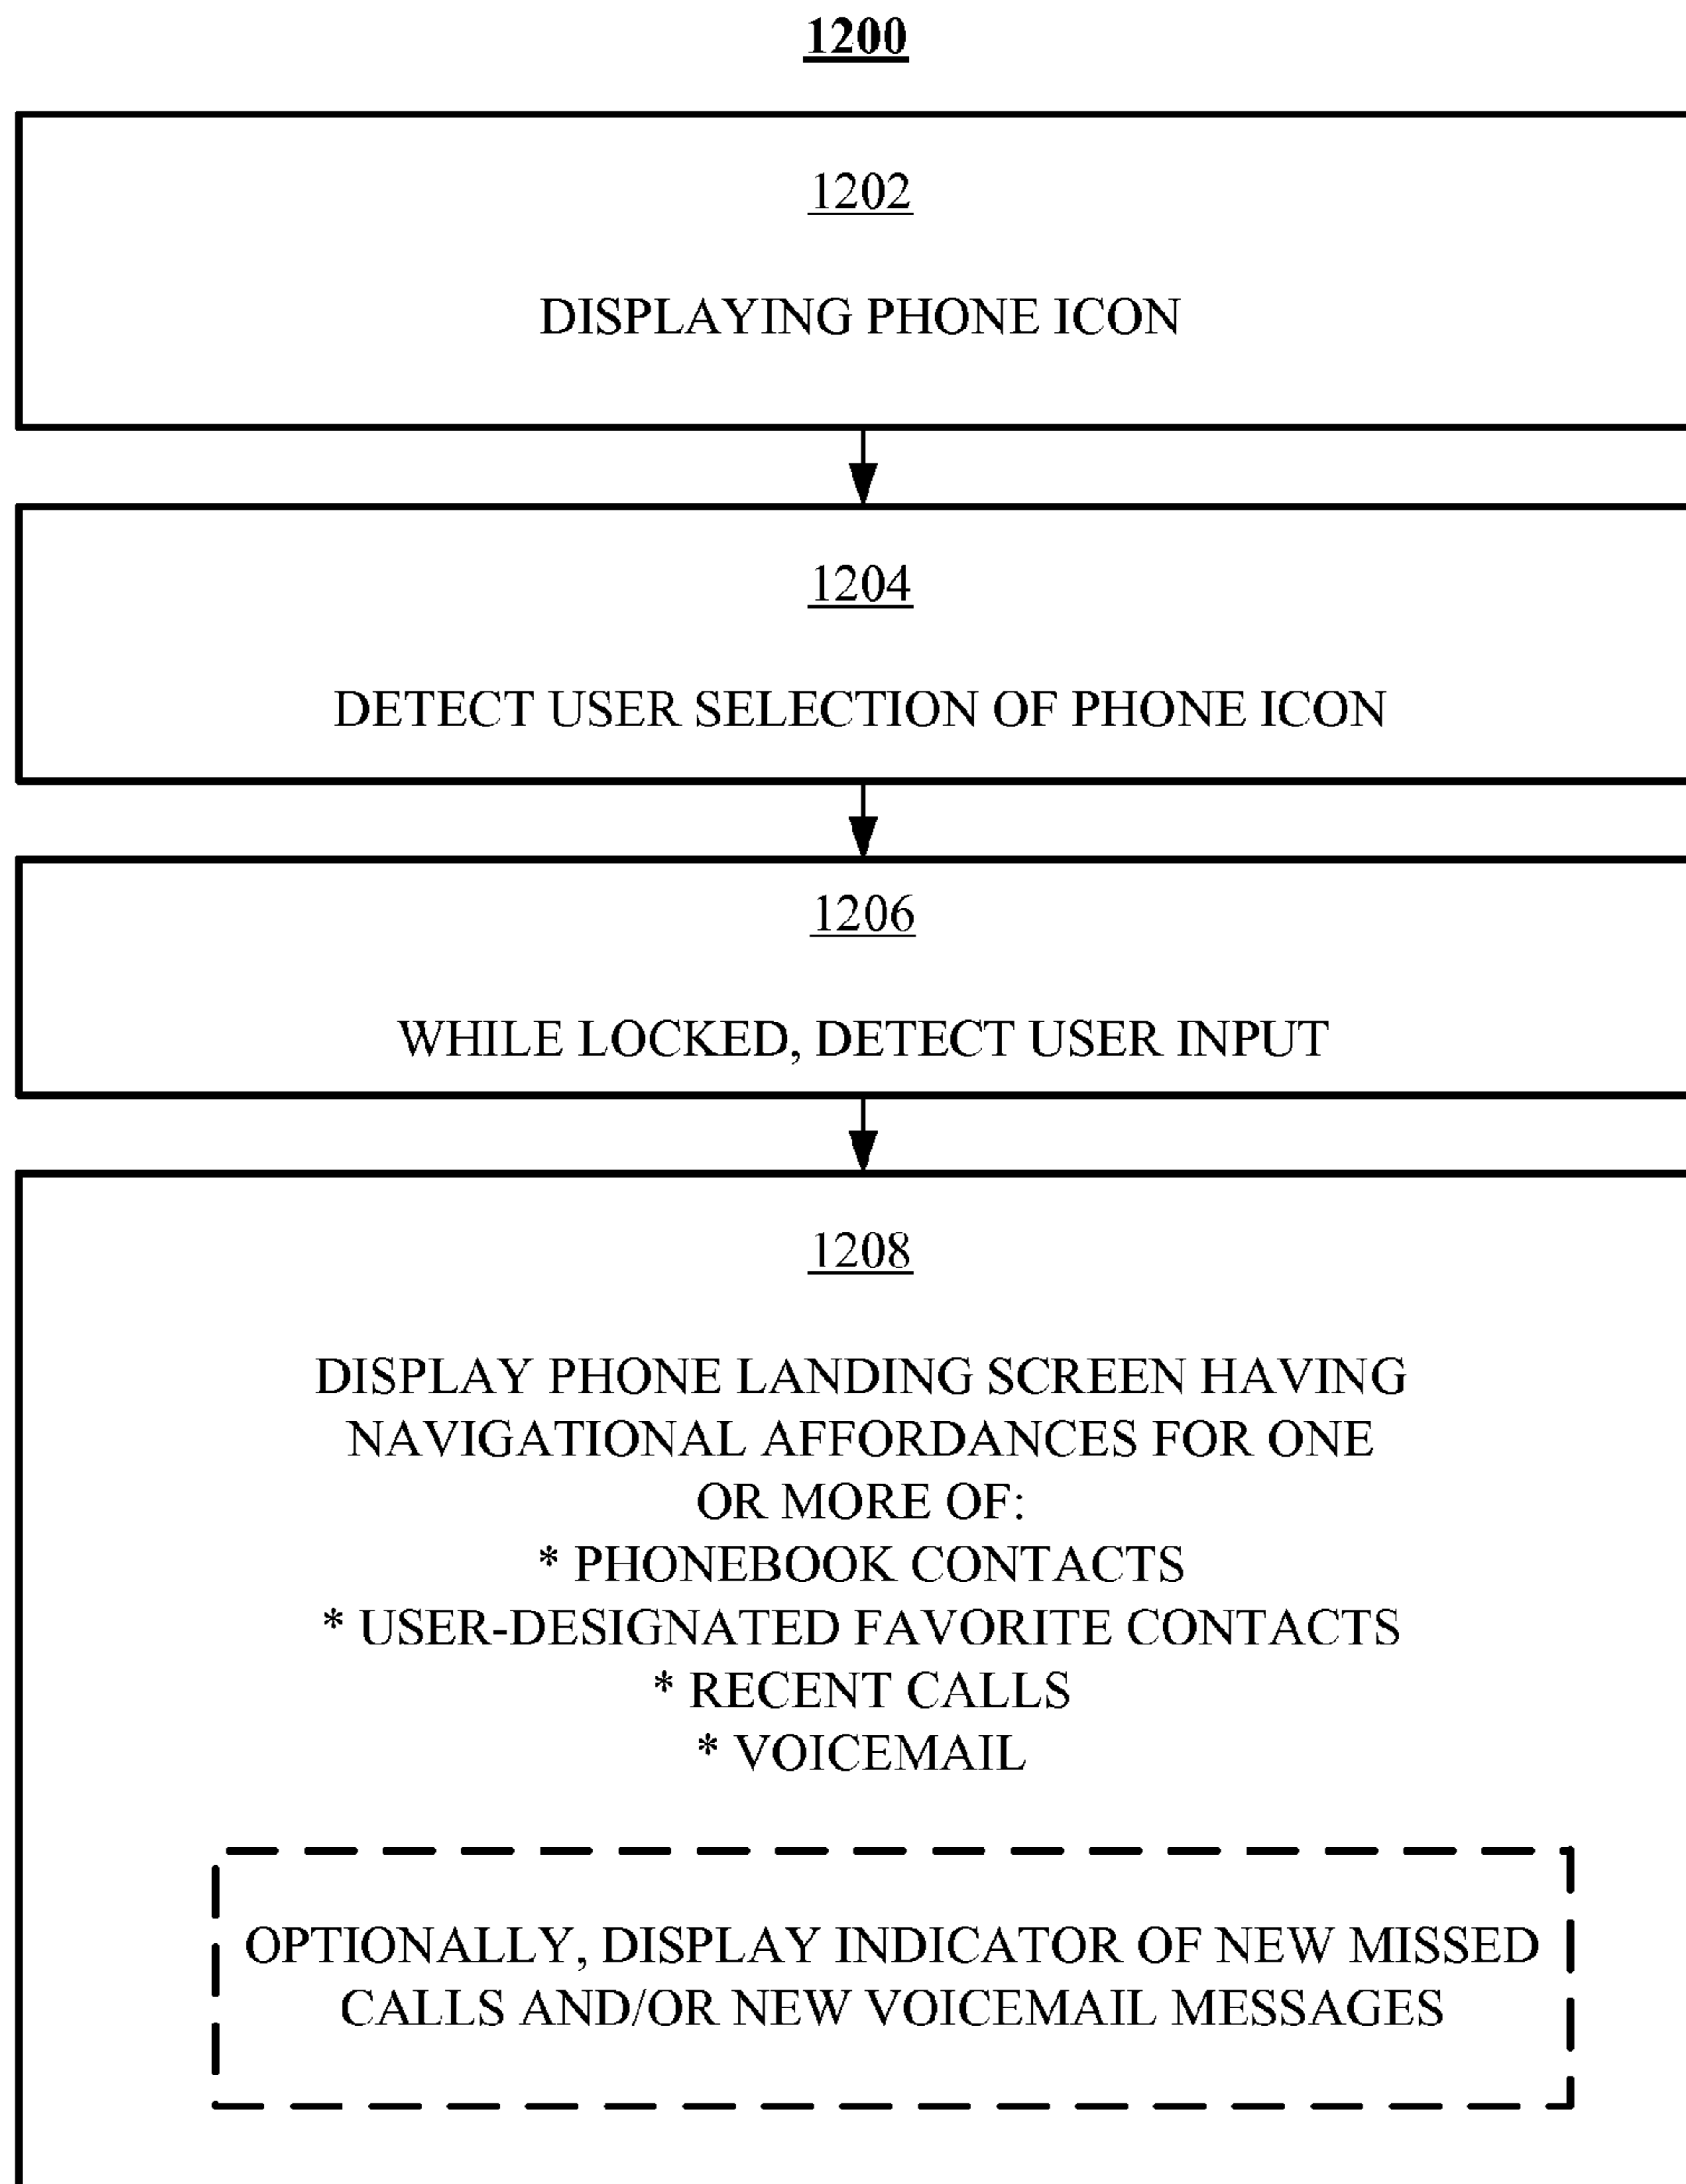 1200
1202
DISPLAYING PHONE ICON
1204
DETECT USER SELECTION OF PHONE ICON
1206
WHILE LOCKED, DETECT USER INPUT
1208
DISPLAY PHONE LANDING SCREEN HAVING
NAVIGATIONAL AFFORDANCES FOR ONE
OR MORE OF:
* PHONEBOOK CONTACTS
* USER-DESIGNATED FAVORITE CONTACTS
* RECENT CALLS
* VOICEMAIL
OPTIONALLY, DISPLAY INDICATOR OF NEW MISSED
CALLS AND/OR NEW VOICEMAIL MESSAGES